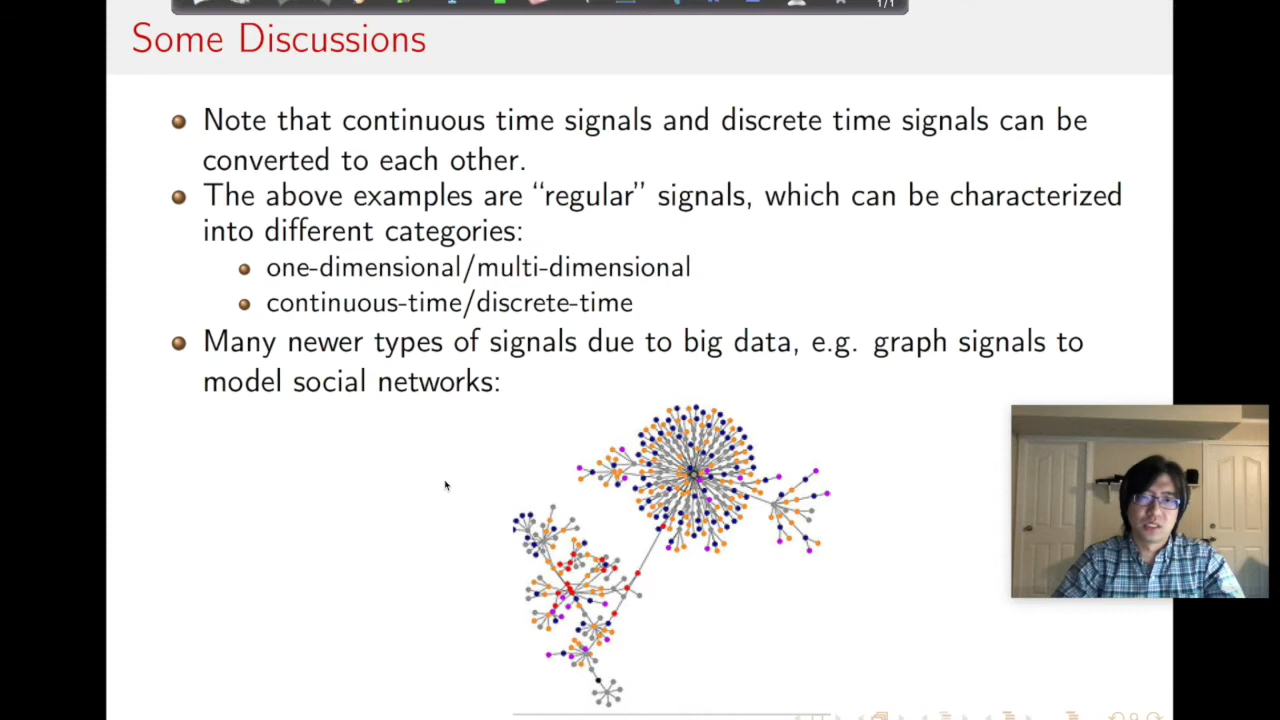 1/1
Some Discussions
Note that continuous time signals and discrete time signals can be
converted to each other.
The above examples are “regular” signals, which can be characterized
into different categories:
one-dimensional/multi-dimensional
continuous-time/discrete-time
Many newer types of signals due to big data, e.g. graph signals to
model social networks: